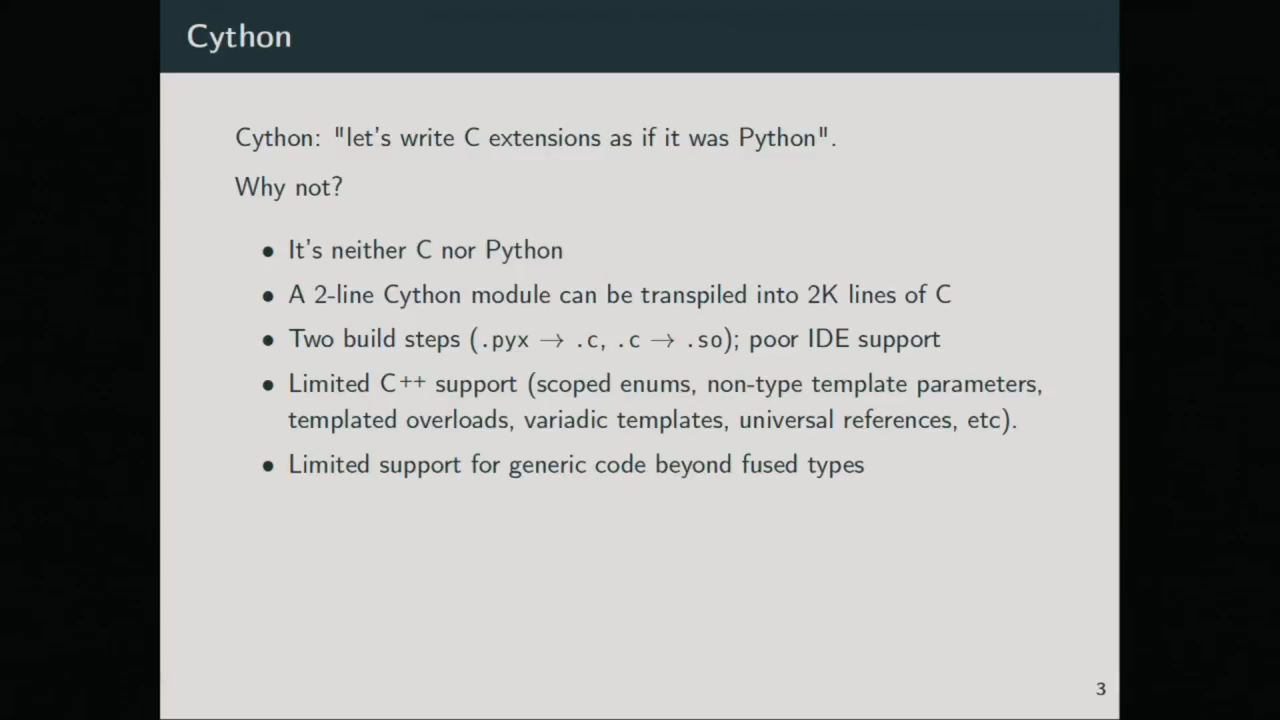 Cython
Cython: "let's write C extensions as if it was Python".
Why not?
• It's neither C nor Python
• A 2-line Cython module can be transpiled into 2K lines of C
• Two build steps (.pyx → .c, .c → .so); poor IDE support
• Limited C++ support (scoped enums, non-type template parameters,
templated overloads, variadic templates, universal references, etc).
• Limited support for generic code beyond fused types
3